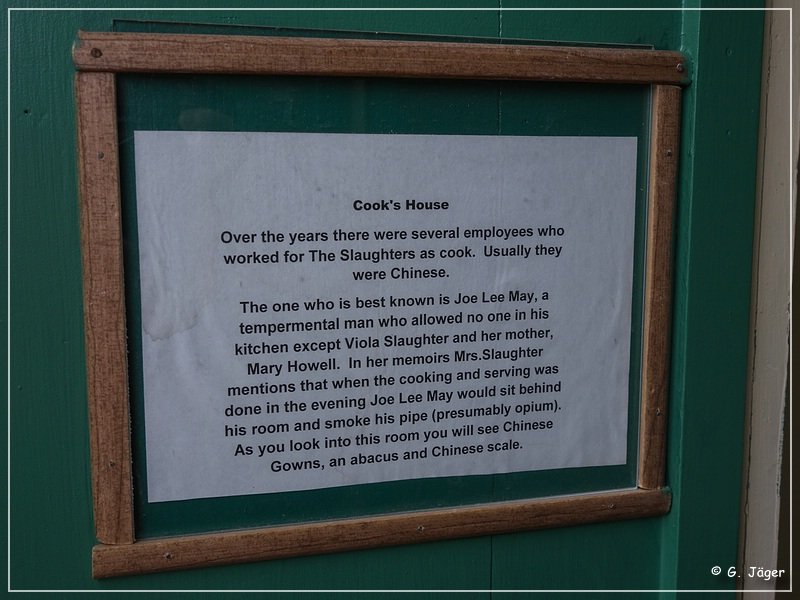 Cook's House
Over the years there were several employees who
worked for The Slaughters as cook. Usually they
were Chinese.
The one who is best known is Joe Lee May, a
tempermental man who allowed no one in his
kitchen except Viola Slaughter and her mother,
Mary Howell. In her memoirs Mrs.Slaughter
mentions that when the cooking and serving was
done in the evening Joe Lee May would sit behind
his room and smoke his pipe (presumably opium).
As you look into this room you will see Chinese
Gowns, an abacus and Chinese scale.
© G. Jäger